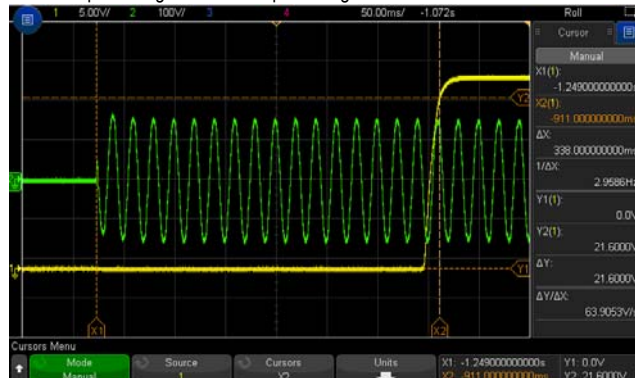 1 5.00V/ 2 100V/ 3 4 50.00ms/ -1.072s Roll
Cursor
Manual
X1(1):
-1.249000000000s
X2(1):
-911.000000000ms
ΔX:
338.000000000ms
1/ΔX:
2.9586Hz
Y1(1):
0.0V
Y2(1):
21.6000V
ΔY:
21.6000V
ΔY/ΔX:
63.9053V/s
Y2
Y1
X1 X2
Cursors Menu
Mode Source Cursors Units X1: -1.249000000000s Y1: 0.0V
Manual 1 Y2 X2: -911.000000000ms Y2: 21.6000V